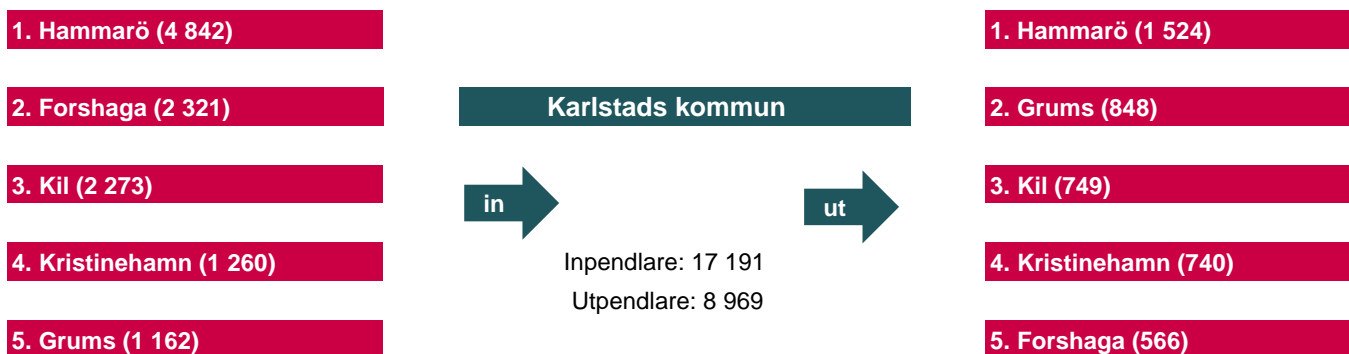 1. Hammarö (4 842)
2. Forshaga (2 321)
3. Kil (2 273)
4. Kristinehamn (1 260)
5. Grums (1 162)
Karlstads kommun
in
ut
Inpendlare: 17 191
Utpendlare: 8 969
1. Hammarö (1 524)
2. Grums (848)
3. Kil (749)
4. Kristinehamn (740)
5. Forshaga (566)